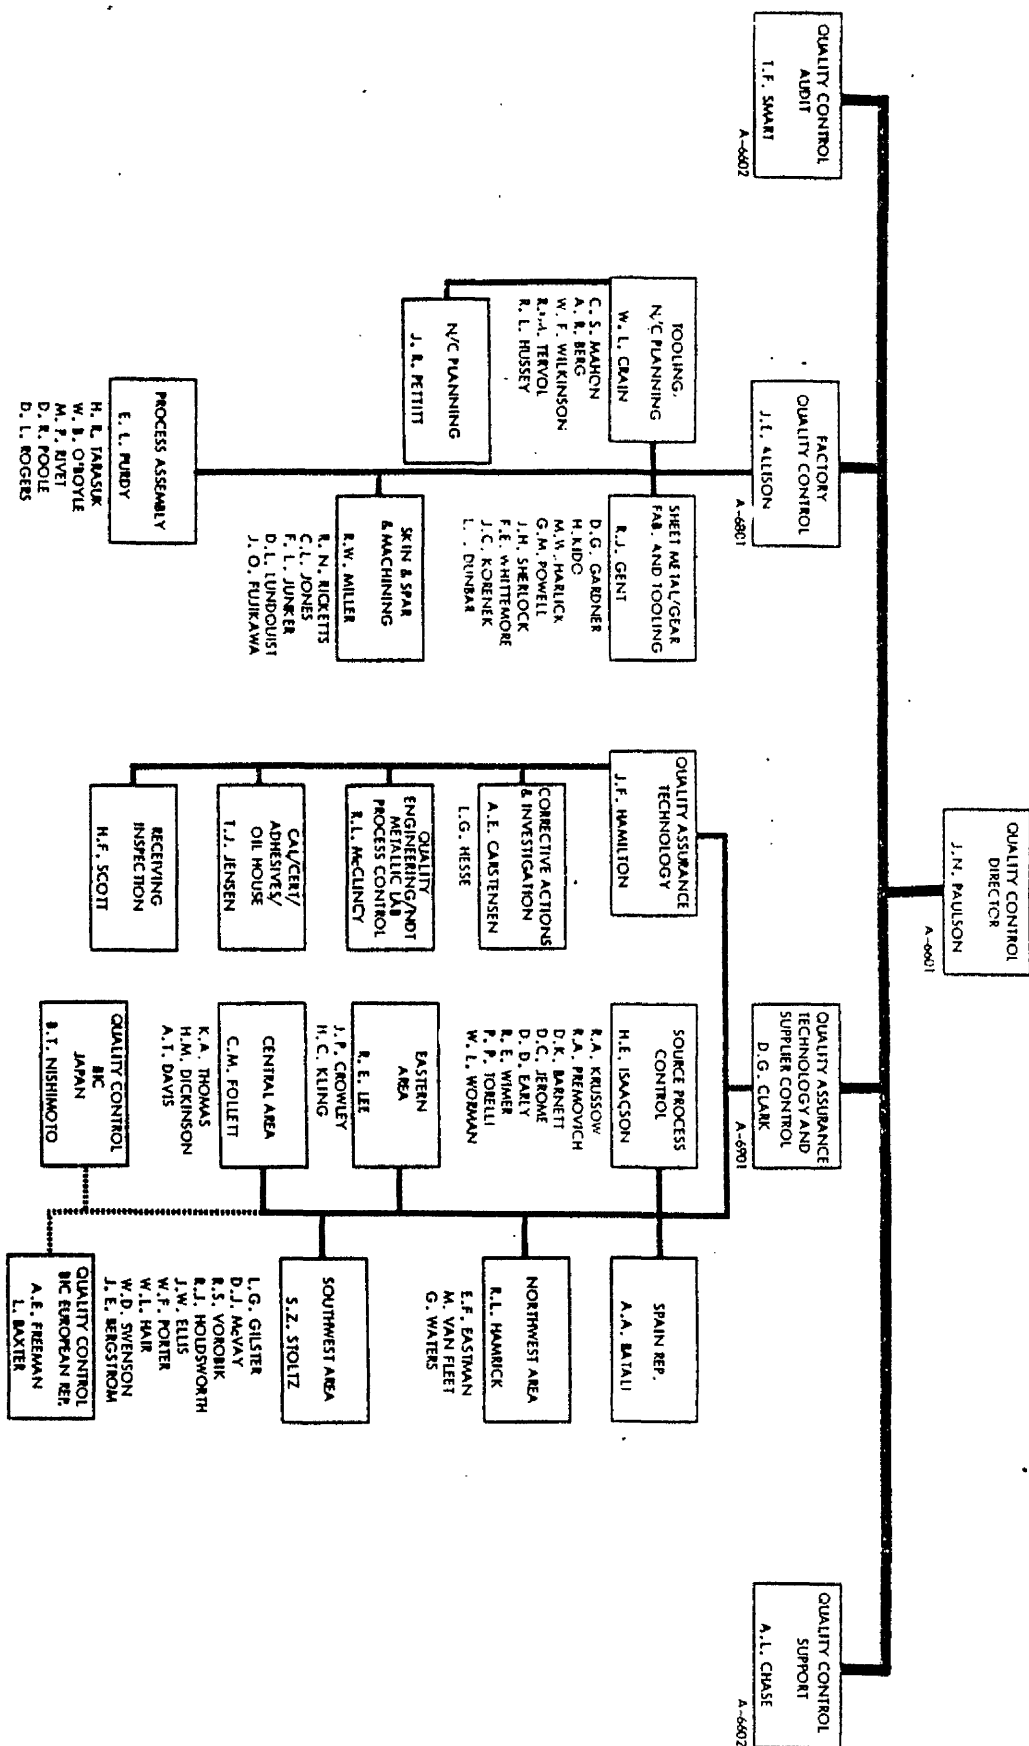 QUALITY CONTROL
DIRECTOR
J.N. PAULSON
A-6601
QUALITY CONTROL
AUDIT
T.F. SMART
A-6602
FACTORY
QUALITY CONTROL
J.E. ALLISON
A-6801
QUALITY ASSURANCE
TECHNOLOGY AND
SUPPLIER CONTROL
D.G. CLARK
A-6901
QUALITY CONTROL
SUPPORT
A.L. CHASE
A-6602
TOOLING,
N/C PLANNING
W. L. CRAIN
C. S. MAHON
A. R. BERG
W. F. WILKINSON
TERVOL
R. L. HUSSEY
N/C PLANNING
J. R. PETTITT
SHEET METAL/GEAR
FAB. AND TOOLING
R.J. GENT
D.G. GARDNER
H.KIDO
M.W.HARLICK
G.M. POWELL
J.H. SHERLOCK
F.E. WHITTEMORE
J.C. KORENEK
DUNBAR
SKIN & SPAR
& MACHINING
R.W. MILLER
R. N. RICKETTS
C.L. JONES
F. L. JUNKER
D.L. LUNDQUIST
J. O. FUJIKAWA
PROCESS ASSEMBLY
E. L. PURDY
H. R. TARASUK
W. B. O'BOYLE
M. P. RIVET
D. R. POOLE
D. L. ROGERS
QUALITY ASSURANCE
TECHNOLOGY
J.F. HAMILTON
CORRECTIVE ACTIONS
& INVESTIGATION
A.E. CARSTENSEN
L.G. HESSE
QUALITY
ENGINEERING/NDT
METALLIC LAB
PROCESS CONTROL
R.L. McCLINCY
CAL/CERT/
ADHESIVES/
OIL HOUSE
T.J. JENSEN
RECEIVING
INSPECTION
H.F. SCOTT
SOURCE PROCESS
CONTROL
H.E. ISAACSON
R.A. KRUSSOW
R.A. PREMOVICH
D.K. BARNETT
D.C. JEROME
D. D. EARLY
R. E. WIMER
P. P. TORELLI
W. L. WORMAN
SPAIN REP.
A.A. BATALI
EASTERN
AREA
R. E. LEE
J. P. CROWLEY
H. C. KLING
NORTHWEST AREA
R.L. HAMRICK
E.F. EASTMAN
M. VAN FLEET
G. WATERS
CENTRAL AREA
C.M. FOLLETT
K.A. THOMAS
H.M. DICKINSON
A.T. DAVIS
SOUTHWEST AREA
S.Z. STOLTZ
L.G. GILSTER
D.J. McVAY
R.S. VOROBIK
R.J. HOLDSWORTH
J.W. ELLIS
W.F. PORTER
W.L. HAIR
W.D. SWENSON
J. E. BERGSTROM
QUALITY CONTROL
BIC
JAPAN
B.T. NISHIMOTO
QUALITY CONTROL
BIC EUROPEAN REP.
A.E. FREEMAN
L. BAXTER